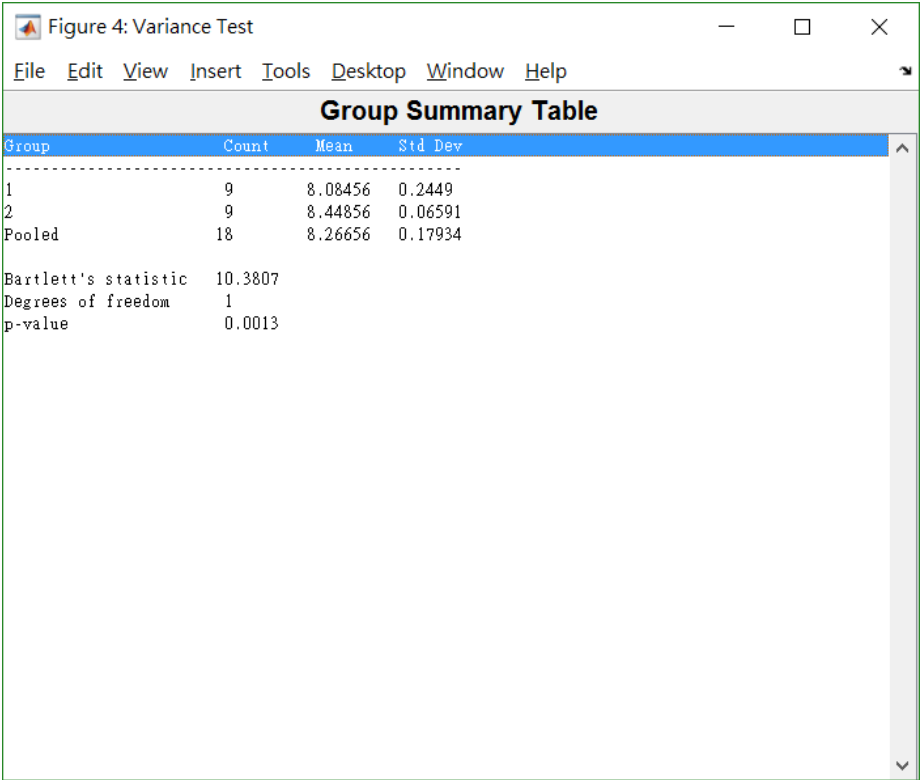 Figure 4: Variance Test
File Edit View Insert Tools Desktop Window Help
Group Summary Table
Group Count Mean Std Dev
--------------------------------------------------
1 9 8.08456 0.2449
2 9 8.44856 0.06591
Pooled 18 8.26656 0.17934
Bartlett's statistic 10.3807
Degrees of freedom 1
p-value 0.0013